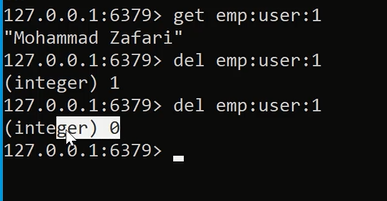 127.0.0.1:6379> get emp:user:1
"Mohammad Zafari"
127.0.0.1:6379> del emp:user:1
(integer) 1
127.0.0.1:6379> del emp:user:1
(integer) 0
127.0.0.1:6379>